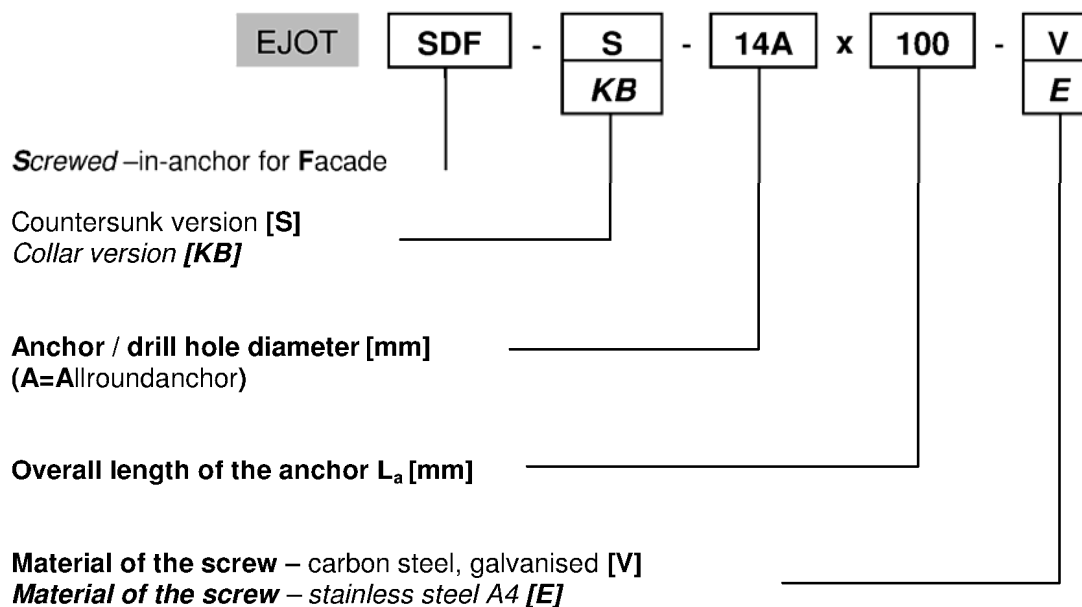 EJOT SDF - S - 14A x 100 - V
KB E
Screwed –in-anchor for Facade
Countersunk version [S]
Collar version [KB]
Anchor / drill hole diameter [mm]
(A=Allroundanchor)
Overall length of the anchor La [mm]
Material of the screw – carbon steel, galvanised [V]
Material of the screw – stainless steel A4 [E]